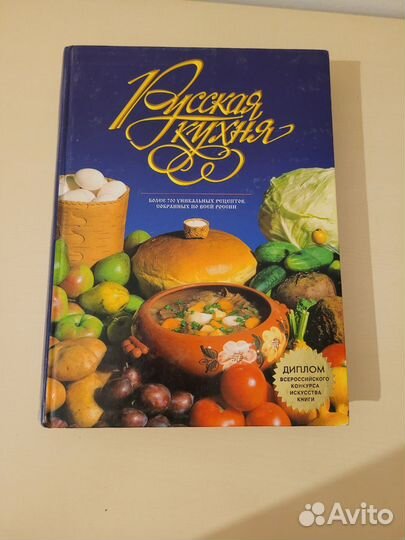 Русская
кухня
БОЛЕЕ 700 УНИКАЛЬНЫХ РЕЦЕПТОВ,
СОБРАННЫХ ПО ВСЕЙ РОССИИ
ДИПЛОМ
ВСЕРОССИЙСКОГО
КОНКУРСА
ИСКУССТВА
КНИГИ
Avito